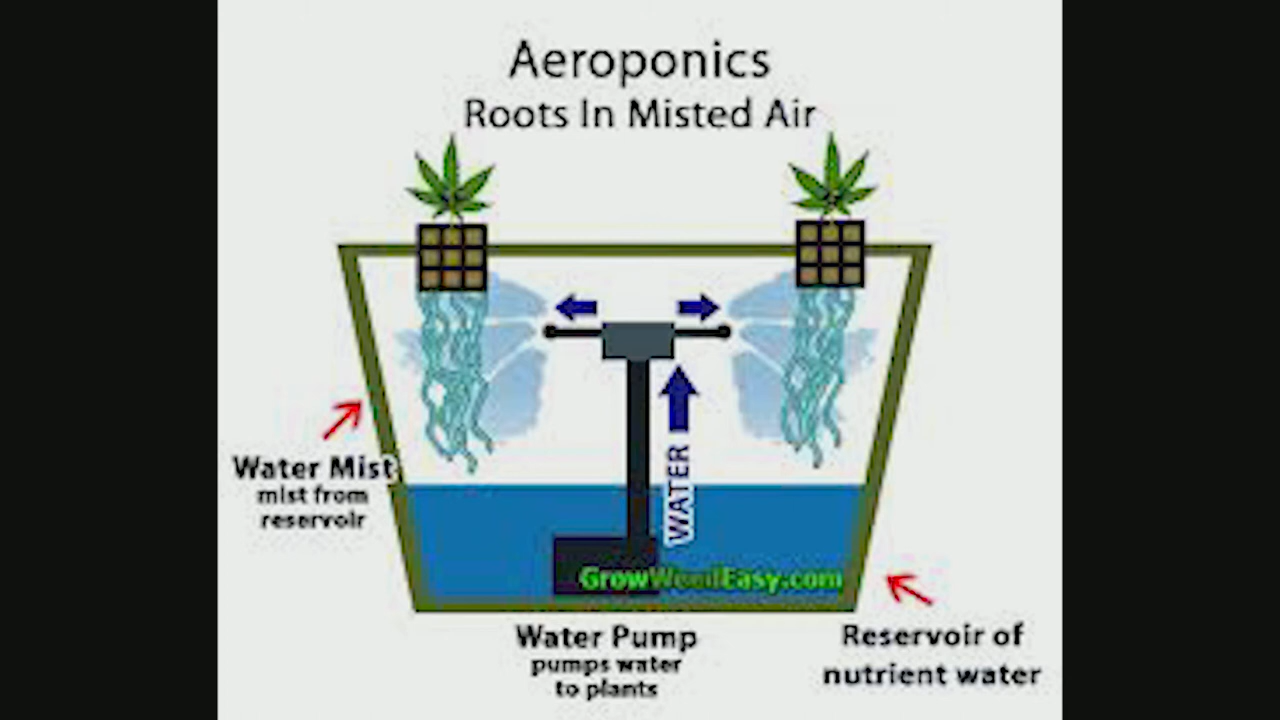 Aeroponics
Roots In Misted Air
WATER
Water Mist
mist from
reservoir
GrowWeedEasy.com
Water Pump
pumps water
to plants
Reservoir of
nutrient water